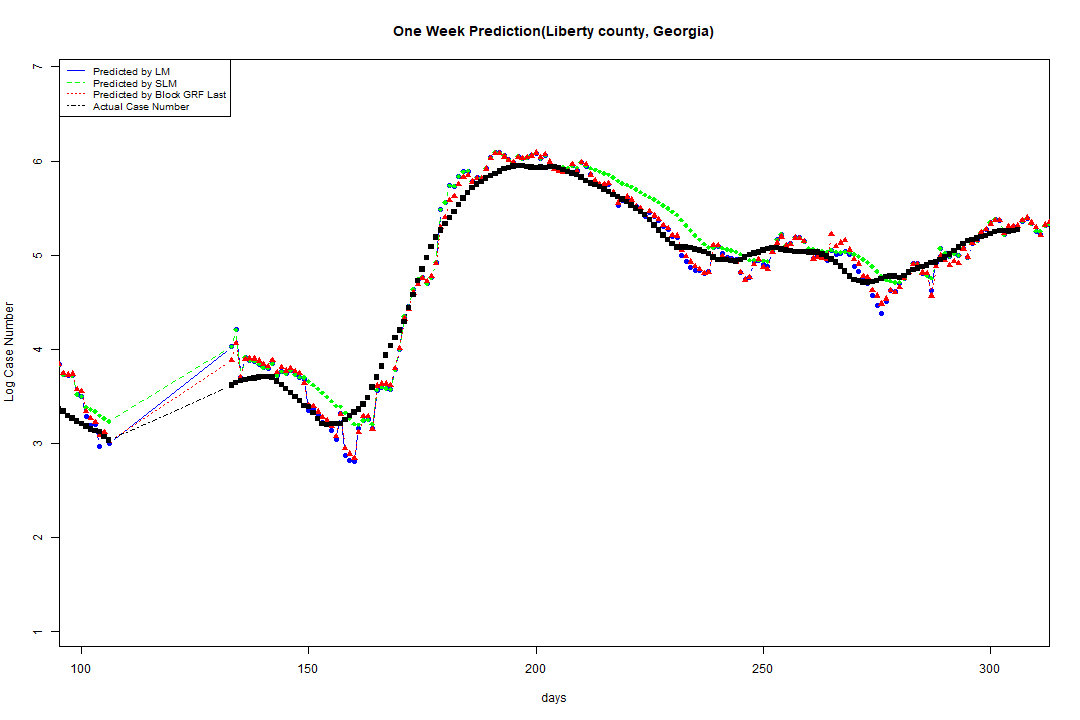 One Week Prediction(Liberty county, Georgia)
Predicted by LM
Predicted by SLM
Predicted by Block GRF Last
Actual Case Number
Log Case Number
7
6
5
4
3
2
1
100 150 200 250 300
days